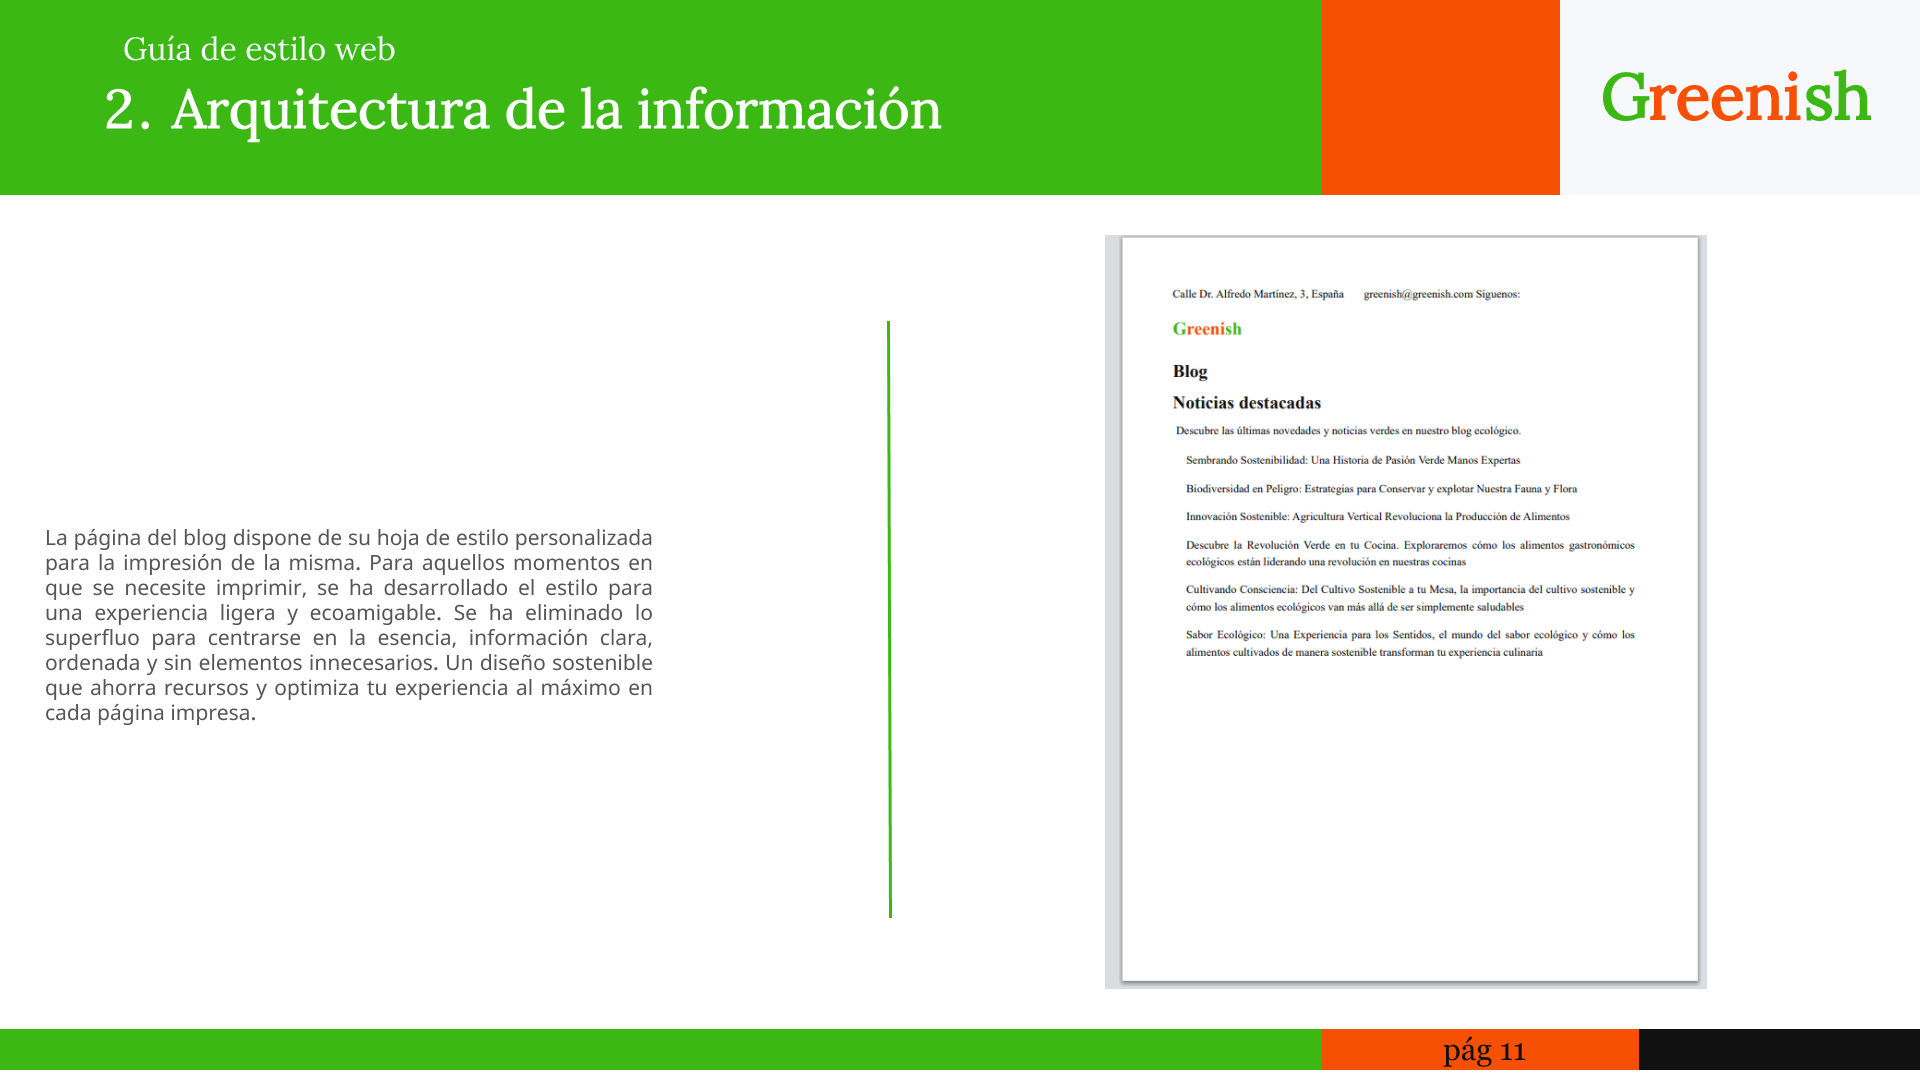 Guía de estilo web
2. Arquitectura de la información
Greenish
La página del blog dispone de su hoja de estilo personalizada
para la impresión de la misma. Para aquellos momentos en
que se necesite imprimir, se ha desarrollado el estilo para
una experiencia ligera y ecoamigable. Se ha eliminado lo
superfluo para centrarse en la esencia, información clara,
ordenada y sin elementos innecesarios. Un diseño sostenible
que ahorra recursos y optimiza tu experiencia al máximo en
cada página impresa.
Calle Dr. Alfredo Martínez, 3, España greenish@greenish.com Síguenos:
Greenish
Blog
Noticias destacadas
Descubre las últimas novedades y noticias verdes en nuestro blog ecológico.
Sembrando Sostenibilidad: Una Historia de Pasión Verde Manos Expertas
Biodiversidad en Peligro: Estrategias para Conservar y explotar Nuestra Fauna y Flora
Innovación Sostenible: Agricultura Vertical Revoluciona la Producción de Alimentos
Descubre la Revolución Verde en tu Cocina. Exploraremos cómo los alimentos gastronómicos
ecológicos están liderando una revolución en nuestras cocinas
Cultivando Consciencia: Del Cultivo Sostenible a tu Mesa, la importancia del cultivo sostenible y
cómo los alimentos ecológicos van más allá de ser simplemente saludables
Sabor Ecológico: Una Experiencia para los Sentidos, el mundo del sabor ecológico y cómo los
alimentos cultivados de manera sostenible transforman tu experiencia culinaria
pág 11